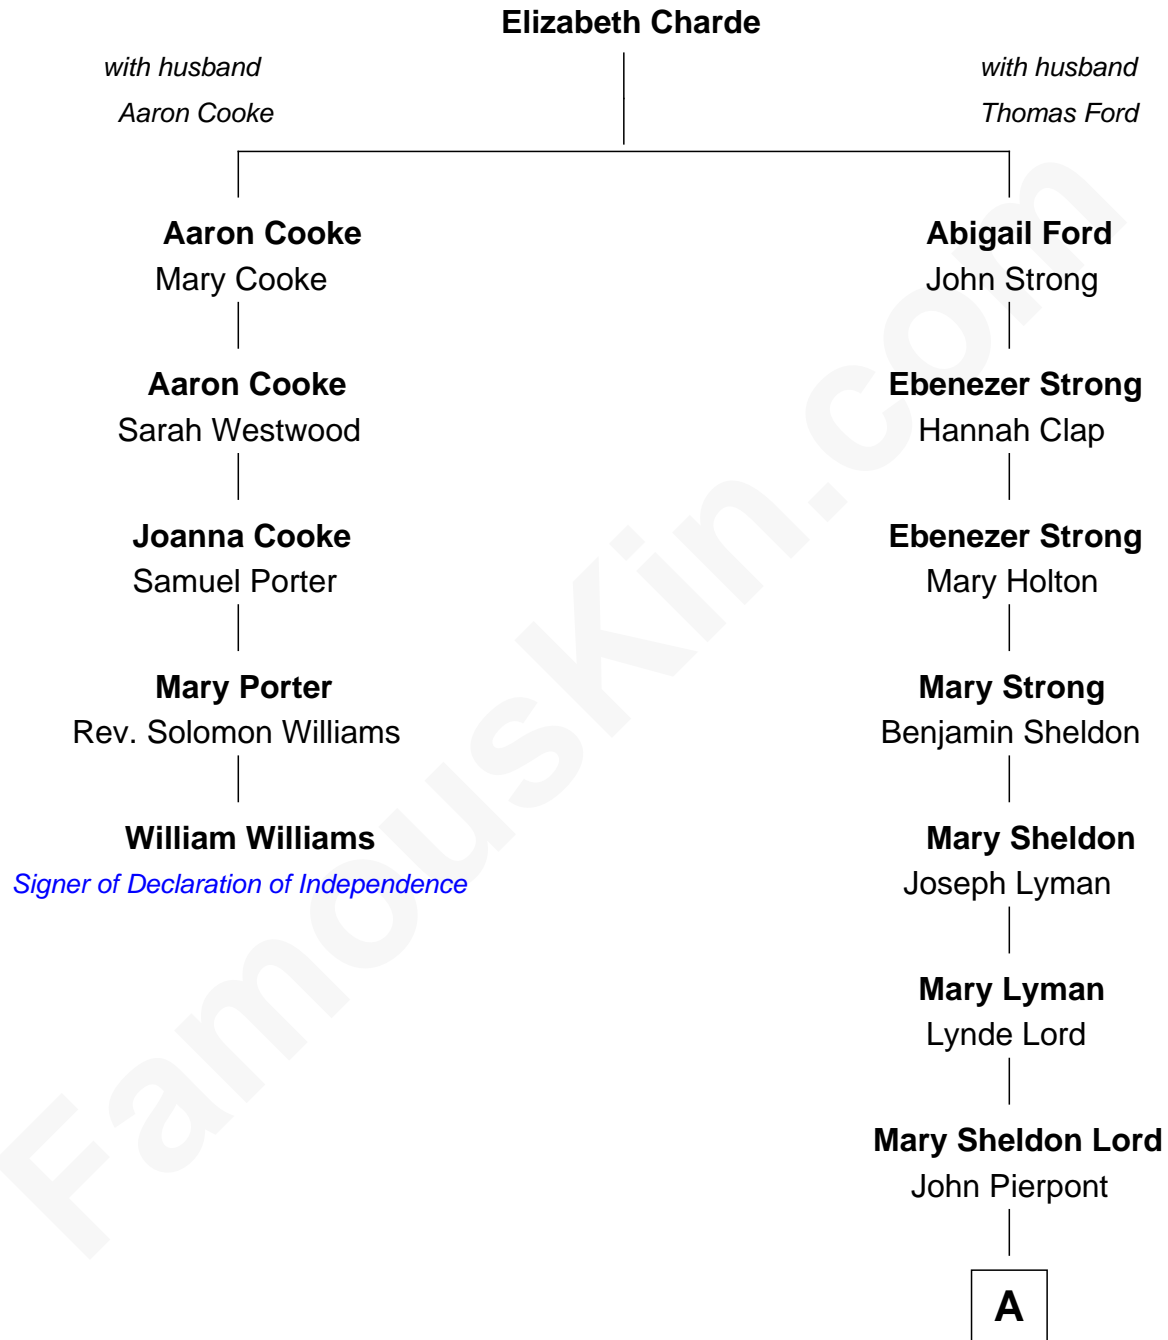 Elizabeth Charde
with husband
Aaron Cooke
with husband
Thomas Ford
Aaron Cooke
Mary Cooke
Aaron Cooke
Sarah Westwood
Joanna Cooke
Samuel Porter
Mary Porter
Rev. Solomon Williams
William Williams
Signer of Declaration of Independence
Abigail Ford
John Strong
Ebenezer Strong
Hannah Clap
Ebenezer Strong
Mary Holton
Mary Strong
Benjamin Sheldon
Mary Sheldon
Joseph Lyman
Mary Lyman
Lynde Lord
Mary Sheldon Lord
John Pierpont
A
FamousKin.com